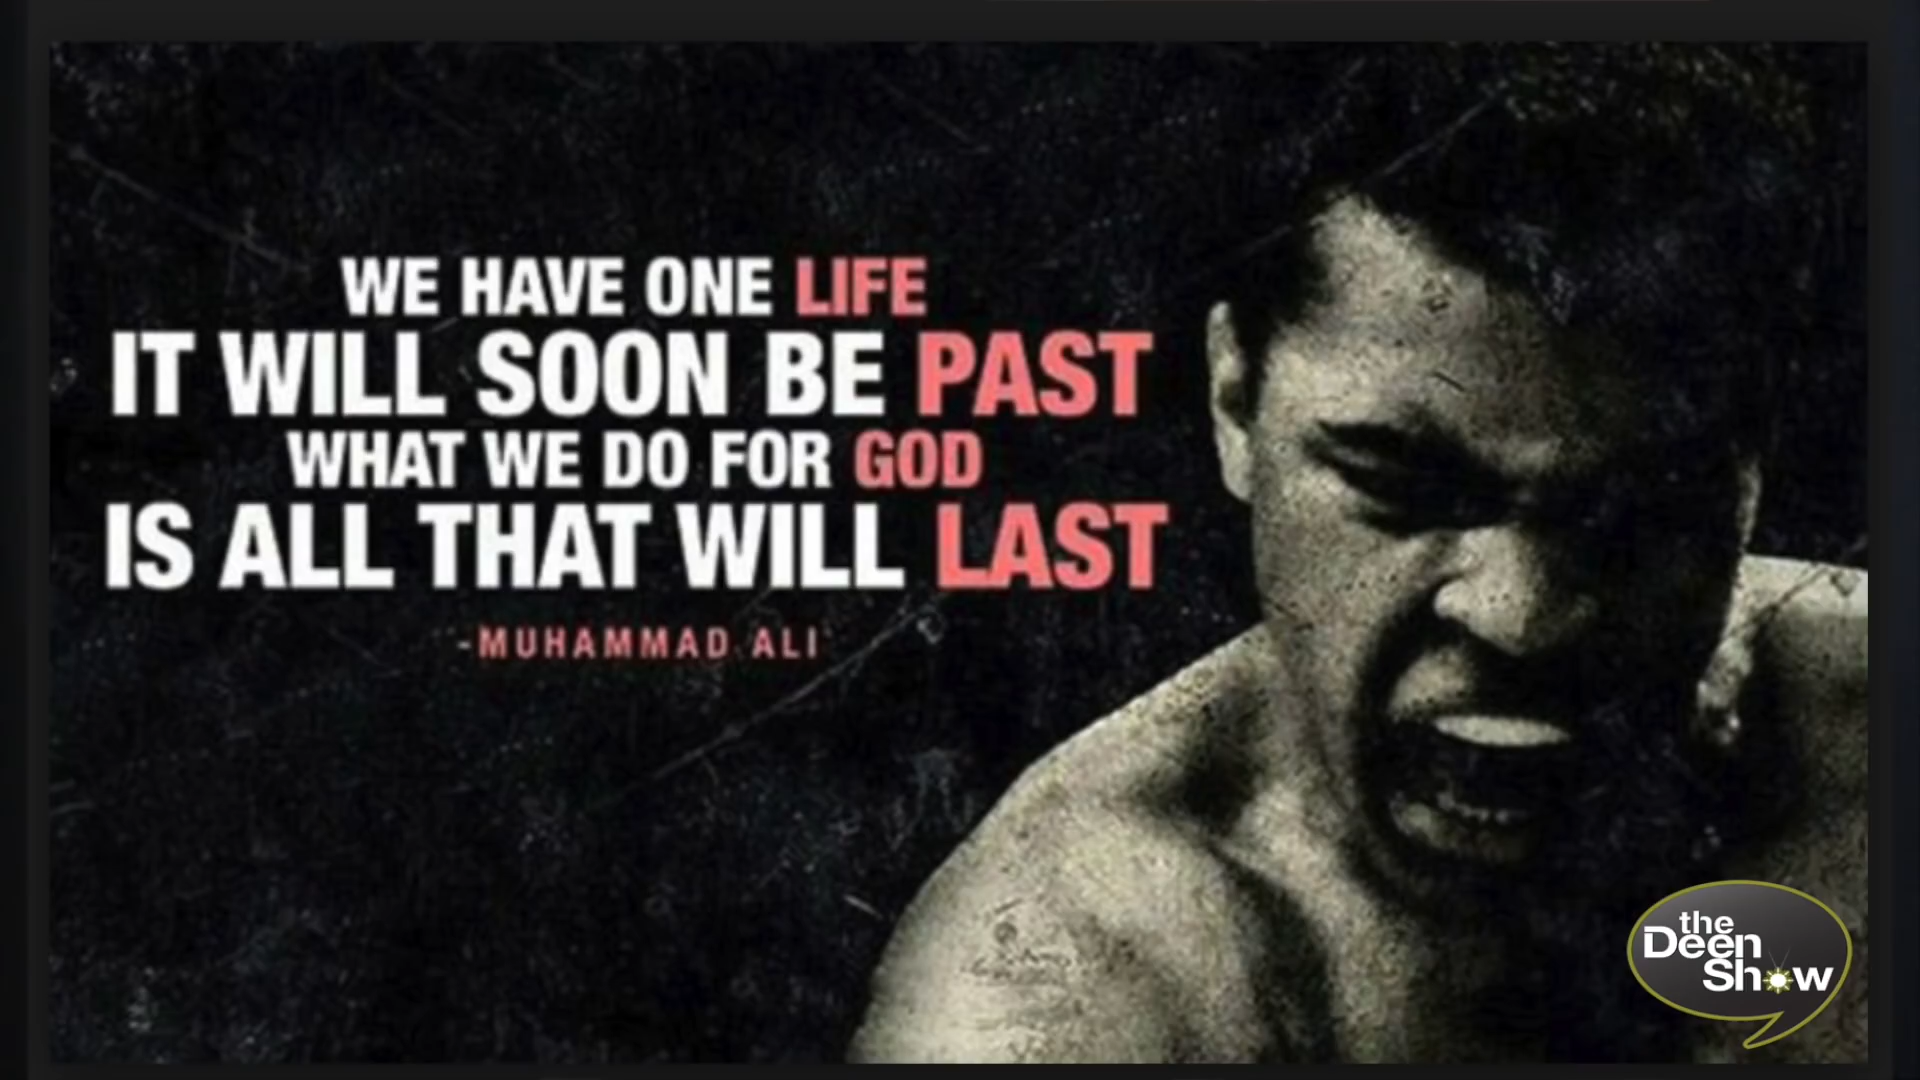 WE HAVE ONE LIFE
IT WILL SOON BE PAST
WHAT WE DO FOR GOD
IS ALL THAT WILL LAST
-MUHAMMAD ALI
the
Deen
Show